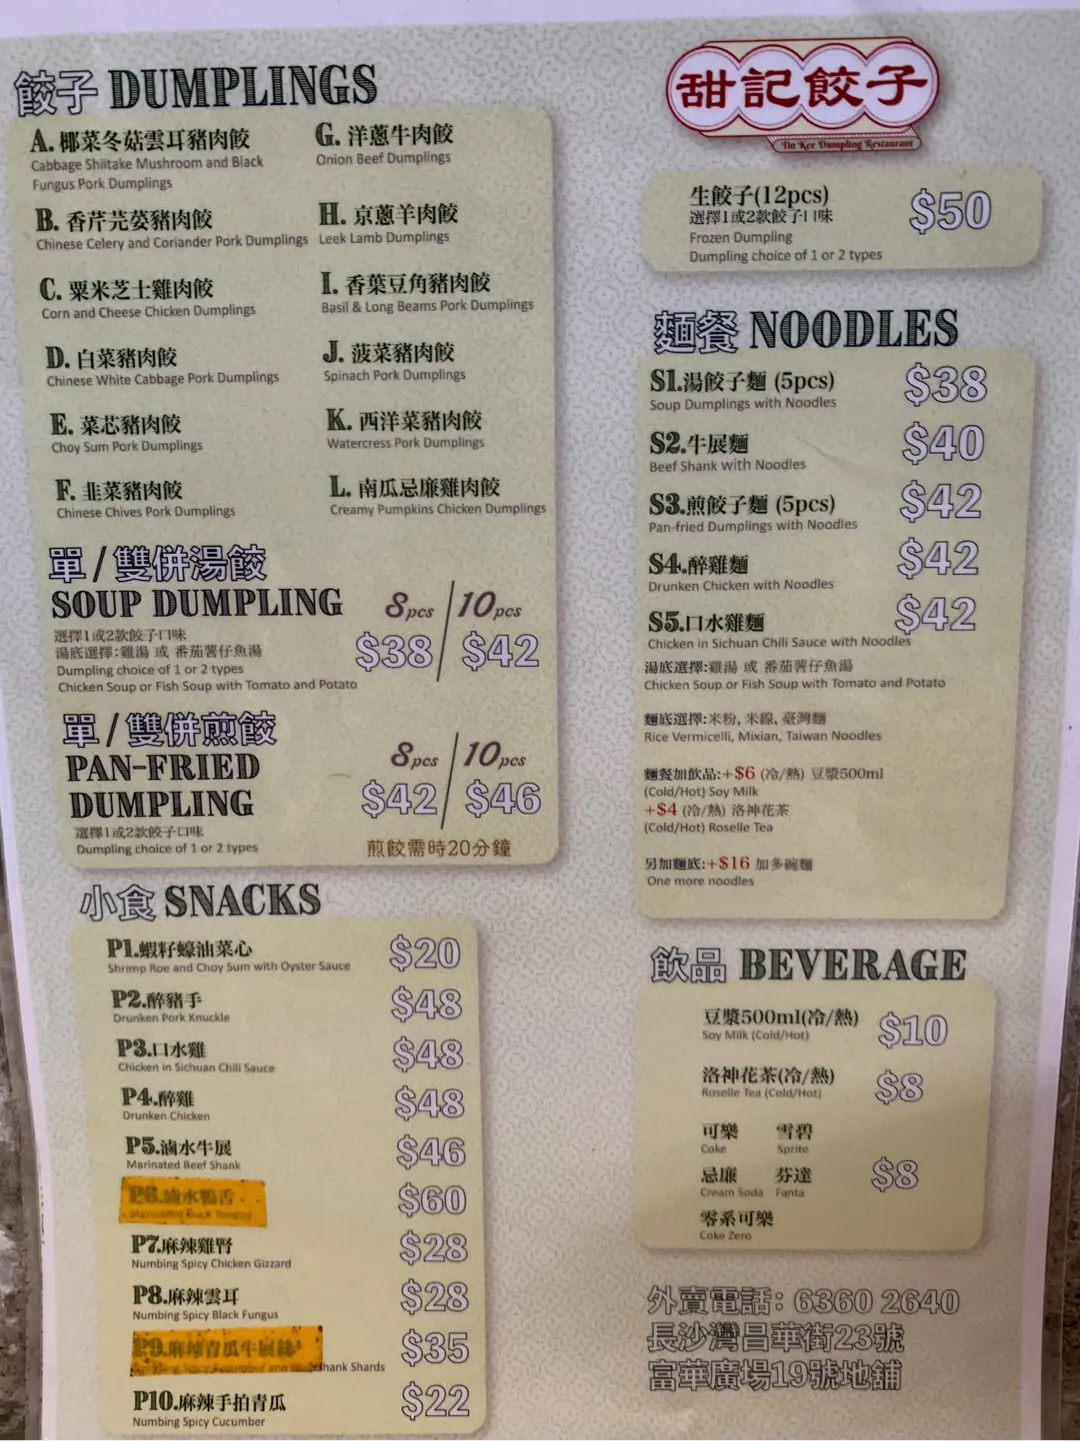 餃子 DUMPLINGS
A. 椰菜冬菇雲耳豬肉餃
Cabbage Shiitake Mushroom and Black
Fungus Pork Dumplings
B. 香芹芫荽豬肉餃
Chinese Celery and Coriander Pork Dumplings
C. 粟米芝士雞肉餃
Corn and Cheese Chicken Dumplings
D. 白菜豬肉餃
Chinese White Cabbage Pork Dumplings
E. 菜芯豬肉餃
Choy Sum Pork Dumplings
F. 韭菜豬肉餃
Chinese Chives Pork Dumplings
G. 洋蔥牛肉餃
Onion Beef Dumplings
H. 京蔥羊肉餃
Leek Lamb Dumplings
I. 香葉豆角豬肉餃
Basil & Long Beams Pork Dumplings
J. 菠菜豬肉餃
Spinach Pork Dumplings
K. 西洋菜豬肉餃
Watercress Pork Dumplings
L. 南瓜忌廉雞肉餃
Creamy Pumpkins Chicken Dumplings
單/雙併湯餃
SOUP DUMPLING 8pcs/10pcs
選擇1或2款餃子口味
湯底選擇:雞湯 或 番茄薯仔魚湯
$38 $42
Dumpling choice of 1 or 2 types
Chicken Soup or Fish Soup with Tomato and Potato
單/雙併煎餃
PAN-FRIED
DUMPLING
8pcs/10pcs
$42 $46
選擇1或2款餃子口味
Dumpling choice of 1 or 2 types
煎餃需時20分鐘
小食 SNACKS
P1.蝦籽蠔油菜心 $20
Shrimp Roe and Choy Sum with Oyster Sauce
P2.醉豬手 $48
Drunken Pork Knuckle
P3.口水雞 $48
Chicken in Sichuan Chili Sauce
P4.醉雞 $48
Drunken Chicken
P5.滷水牛展 $46
Marinated Beef Shank
P6.滷水鴨舌 $60
Marinated Duck Tongue
P7.麻辣雞腎 $28
Numbing Spicy Chicken Gizzard
P8.麻辣雲耳 $28
Numbing Spicy Black Fungus
P9.麻辣青瓜牛展絲 $35
Numbing Spicy Cucumber and Beef Shank Shards
P10.麻辣手拍青瓜 $22
Numbing Spicy Cucumber
甜記餃子
Tin Kee Dumpling Restaurant
生餃子(12pcs) $50
選擇1或2款餃子口味
Frozen Dumpling
Dumpling choice of 1 or 2 types
麵餐 NOODLES
S1.湯餃子麵 (5pcs) $38
Soup Dumplings with Noodles
S2.牛展麵 $40
Beef Shank with Noodles
S3.煎餃子麵 (5pcs) $42
Pan-fried Dumplings with Noodles
S4.醉雞麵 $42
Drunken Chicken with Noodles
S5.口水雞麵 $42
Chicken in Sichuan Chili Sauce with Noodles
湯底選擇:雞湯 或 番茄薯仔魚湯
Chicken Soup or Fish Soup with Tomato and Potato
麵底選擇:米粉, 米線, 臺灣麵
Rice Vermicelli, Mixian, Taiwan Noodles
麵餐加飲品:+$6 (冷/熱) 豆漿500ml
(Cold/Hot) Soy Milk
+$4 (冷/熱) 洛神花茶
(Cold/Hot) Roselle Tea
另加麵底:+$16 加多碗麵
One more noodles
飲品 BEVERAGE
豆漿500ml(冷/熱) $10
Soy Milk (Cold/Hot)
洛神花茶(冷/熱) $8
Roselle Tea (Cold/Hot)
可樂 雪碧
Coke Sprite
忌廉 芬達 $8
Cream Soda Fanta
零系可樂
Coke Zero
外賣電話: 6360 2640
長沙灣昌華街23號
富華廣場19號地舖